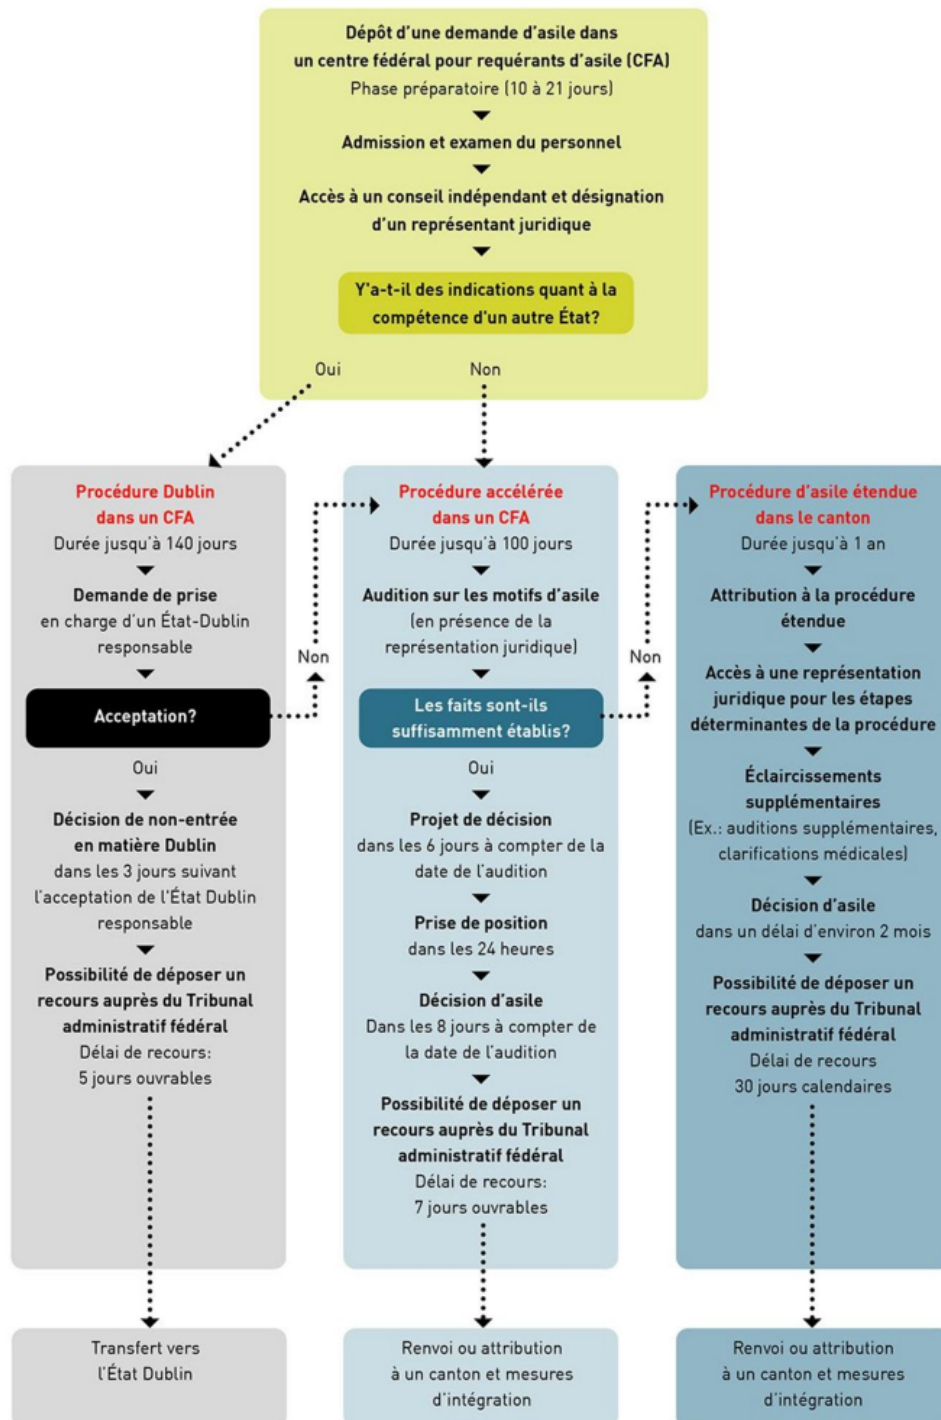 Dépôt d'une demande d'asile dans
un centre fédéral pour requérants d'asile (CFA)
Phase préparatoire (10 à 21 jours)
Admission et examen du personnel
Accès à un conseil indépendant et désignation
d'un représentant juridique
Y'a-t-il des indications quant à la
compétence d'un autre État?
Oui
Non
Procédure Dublin
dans un CFA
Durée jusqu'à 140 jours
Demande de prise
en charge d'un État-Dublin
responsable
Acceptation?
Non
Oui
Décision de non-entrée
en matière Dublin
dans les 3 jours suivant
l'acceptation de l'État Dublin
responsable
Possibilité de déposer un
recours auprès du Tribunal
administratif fédéral
Délai de recours:
5 jours ouvrables
Transfert vers
l'État Dublin
Procédure accélérée
dans un CFA
Durée jusqu'à 100 jours
Audition sur les motifs d'asile
(en présence de la
représentation juridique)
Les faits sont-ils
suffisamment établis?
Non
Oui
Projet de décision
dans les 6 jours à compter de la
date de l'audition
Prise de position
dans les 24 heures
Décision d'asile
Dans les 8 jours à compter de
la date de l'audition
Possibilité de déposer un
recours auprès du Tribunal
administratif fédéral
Délai de recours:
7 jours ouvrables
Renvoi ou attribution
à un canton et mesures
d'intégration
Procédure d'asile étendue
dans le canton
Durée jusqu'à 1 an
Attribution à la procédure
étendue
Accès à une représentation
juridique pour les étapes
déterminantes de la procédure
Éclaircissements
supplémentaires
(Ex.: auditions supplémentaires,
clarifications médicales)
Décision d'asile
dans un délai d'environ 2 mois
Possibilité de déposer un
recours auprès du Tribunal
administratif fédéral
Délai de recours
30 jours calendaires
Renvoi ou attribution
à un canton et mesures
d'intégration